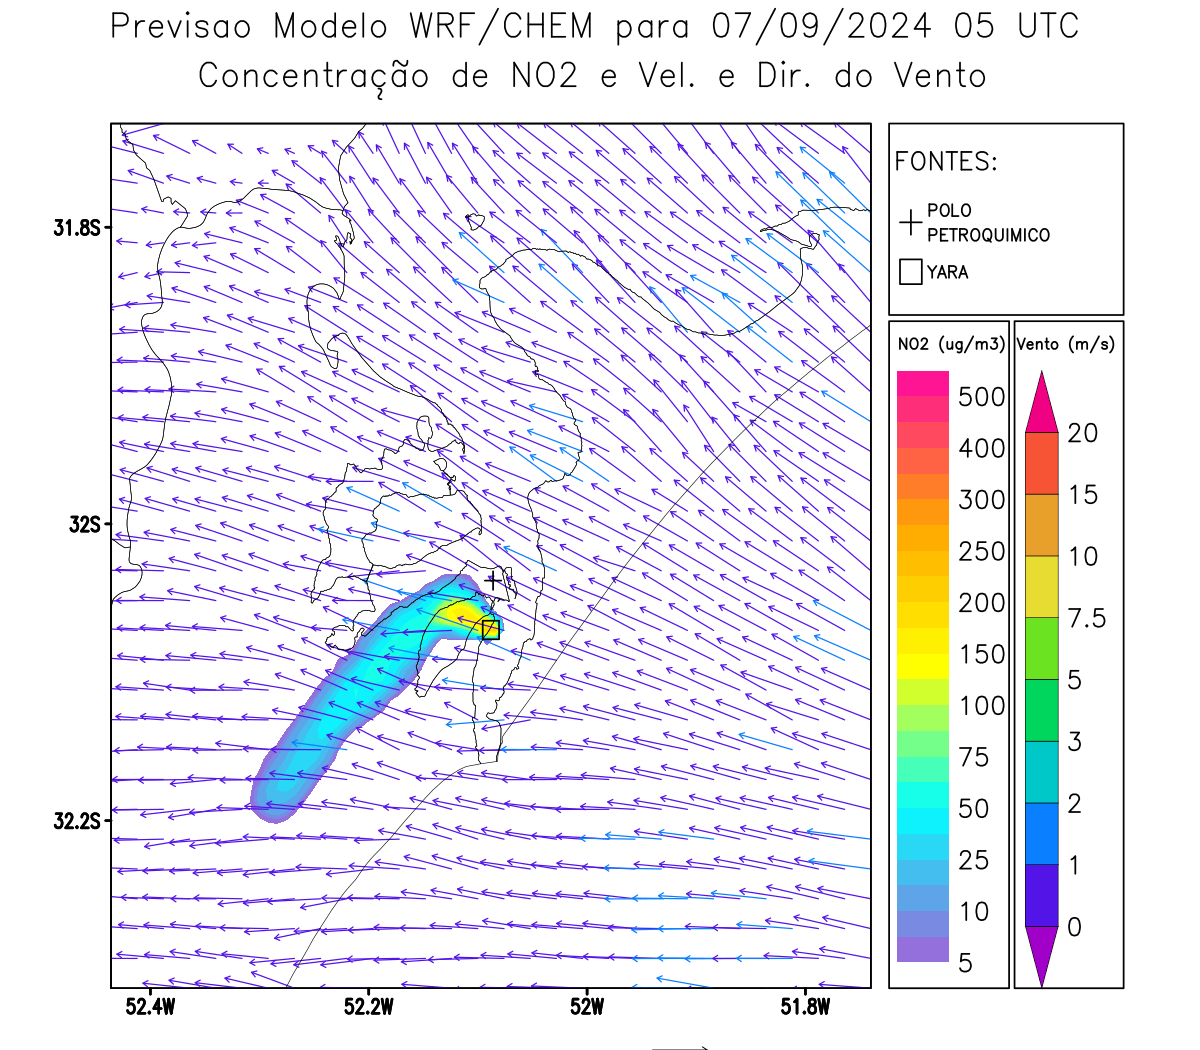 Previsao Modelo WRF/CHEM para 07/09/2024 05 UTC
Concentração de NO2 e Vel. e Dir. do Vento
FONTES:
POLO
PETROQUIMICO
YARA
31.8S
32S
32.2S
52.4W
52.2W
52W
51.8W
NO2 (ug/m3)
500
400
300
250
200
150
100
75
50
25
10
5
Vento (m/s)
20
15
10
7.5
5
3
2
1
0